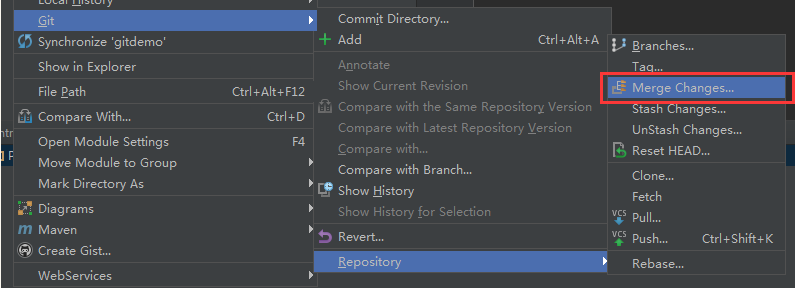 Local History
Git
Synchronize 'gitdemo'
Show in Explorer
File Path Ctrl+Alt+F12
Compare With... Ctrl+D
Open Module Settings F4
Move Module to Group
Mark Directory As
Diagrams
Maven
Create Gist...
WebServices
Commit Directory...
Add Ctrl+Alt+A
Annotate
Show Current Revision
Compare with the Same Repository Version
Compare with Latest Repository Version
Compare with...
Compare with Branch...
Show History
Show History for Selection
Revert...
Repository
Branches...
Tag...
Merge Changes...
Stash Changes...
UnStash Changes...
Reset HEAD...
Clone...
Fetch
VCS Pull...
VCS Push... Ctrl+Shift+K
Rebase...